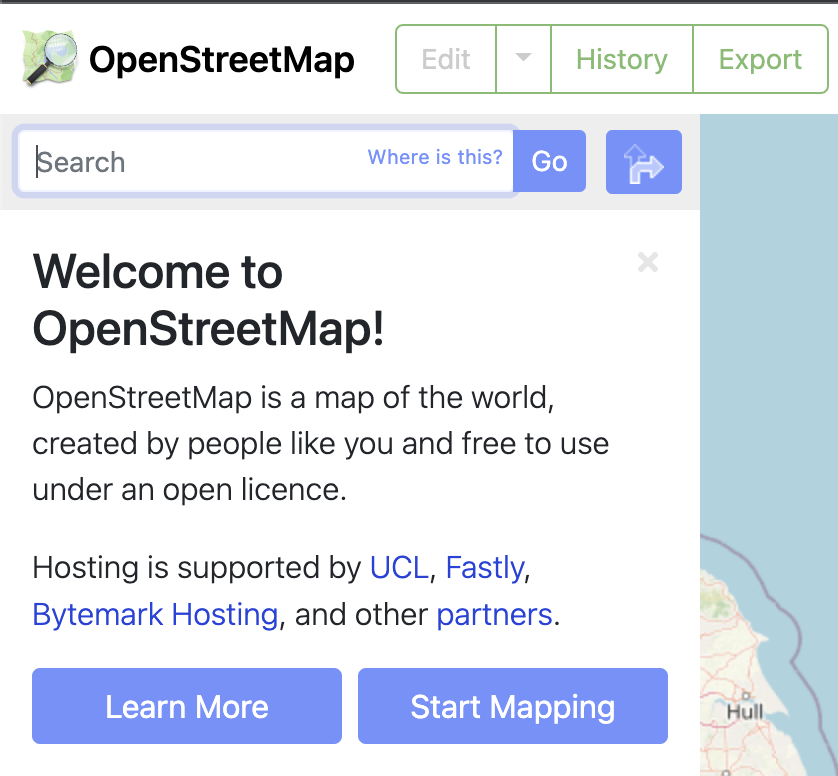 OpenStreetMap Edit History Export
Search Where is this? Go
Welcome to
OpenStreetMap!
OpenStreetMap is a map of the world,
created by people like you and free to use
under an open licence.
Hosting is supported by UCL, Fastly,
Bytemark Hosting, and other partners.
Learn More Start Mapping
Hull